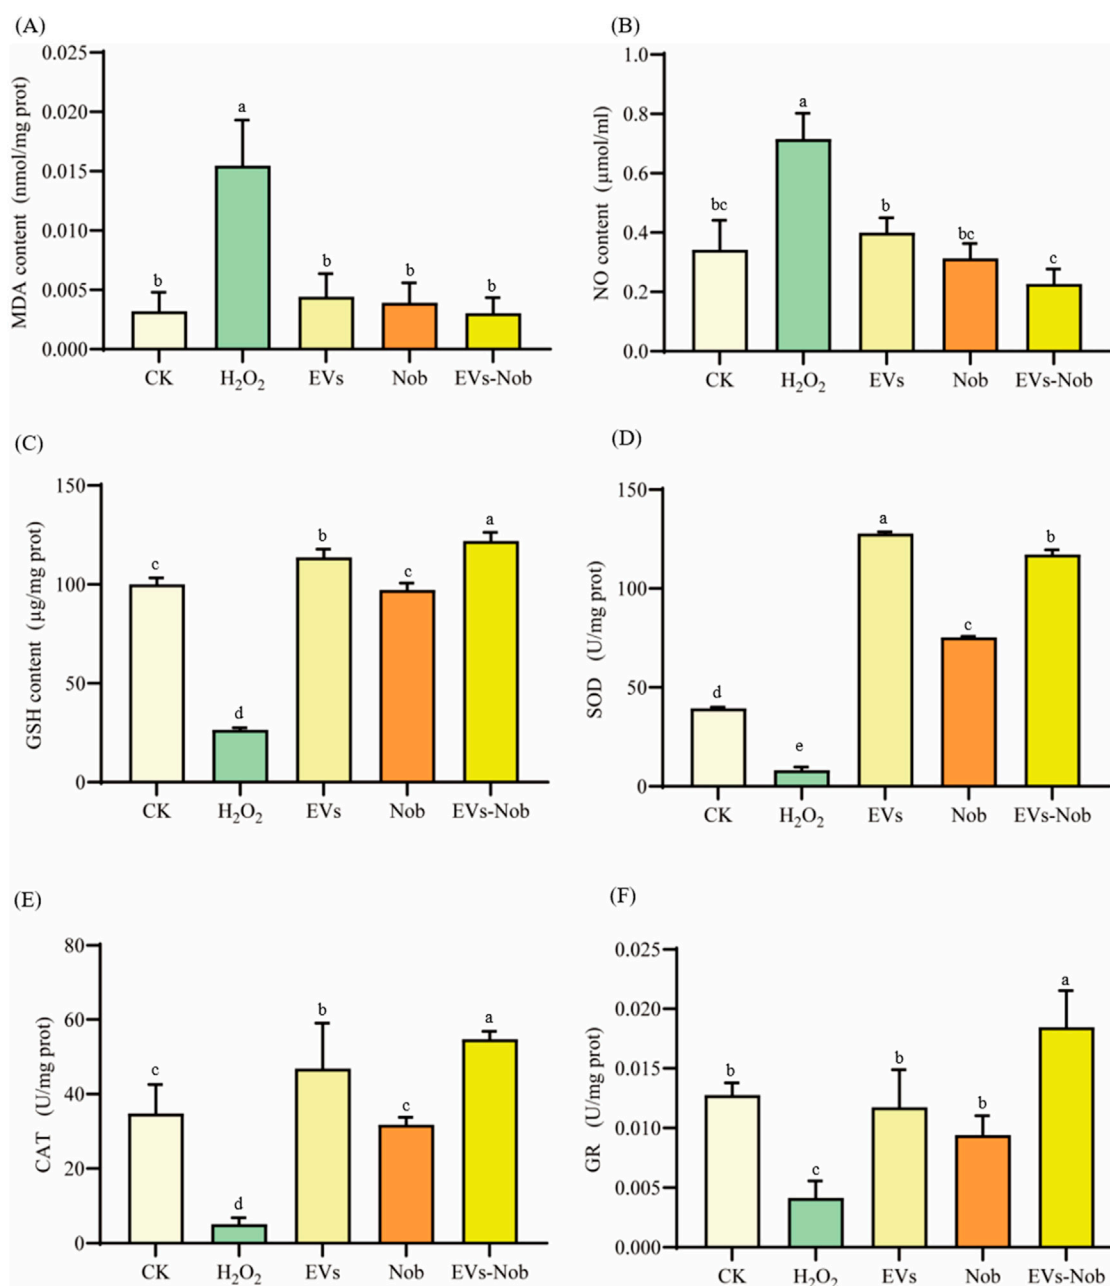 (A)
MDA content (nmol/mg prot)
0.025
0.020
0.015
0.010
0.005
0.000
b
a
b
b
b
CK
H₂O₂
EVs
Nob
EVs-Nob
(B)
NO content (μmol/ml)
1.0
0.8
0.6
0.4
0.2
0.0
bc
a
b
bc
c
CK
H₂O₂
EVs
Nob
EVs-Nob
(C)
GSH content (μg/mg prot)
150
100
50
0
c
d
b
c
a
CK
H₂O₂
EVs
Nob
EVs-Nob
(D)
SOD (U/mg prot)
150
100
50
0
d
e
a
c
b
CK
H₂O₂
EVs
Nob
EVs-Nob
(E)
CAT (U/mg prot)
80
60
40
20
0
c
d
b
c
a
CK
H₂O₂
EVs
Nob
EVs-Nob
(F)
GR (U/mg prot)
0.025
0.020
0.015
0.010
0.005
0.000
b
c
b
b
a
CK
H₂O₂
EVs
Nob
EVs-Nob